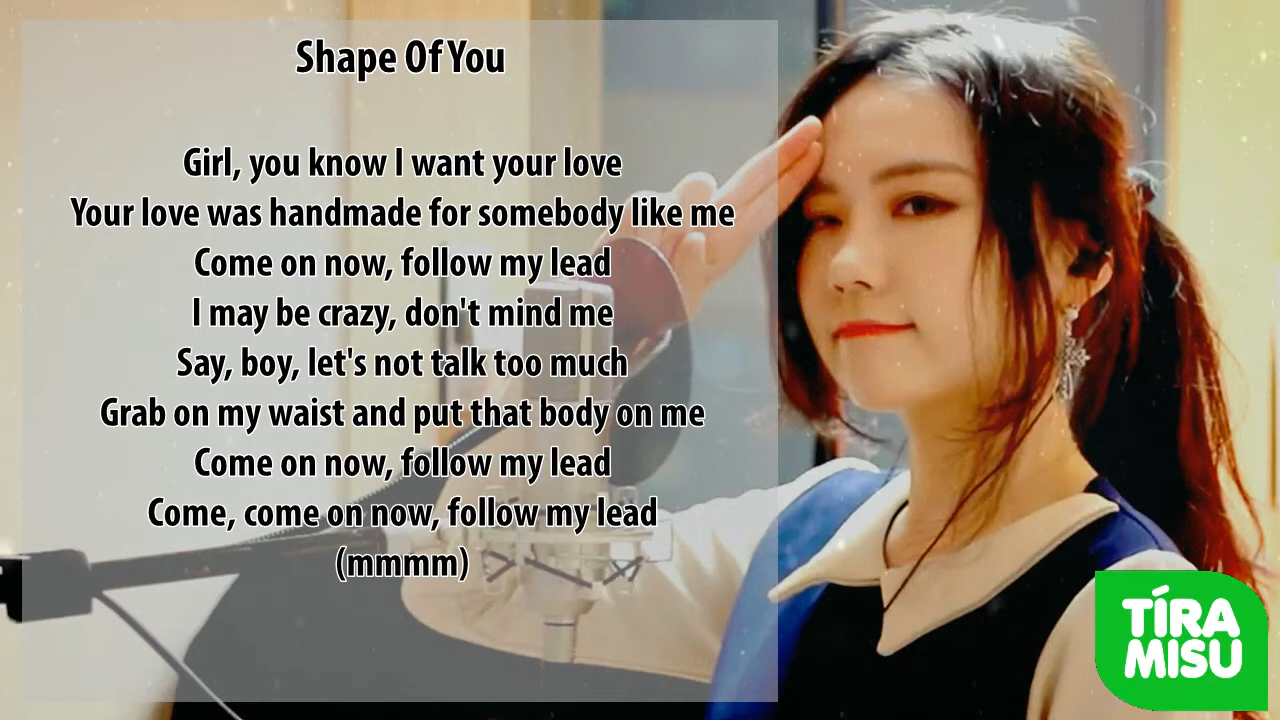 Shape Of You
Girl, you know I want your love
Your love was handmade for somebody like me
Come on now, follow my lead
I may be crazy, don't mind me
Say, boy, let's not talk too much
Grab on my waist and put that body on me
Come on now, follow my lead
Come, come on now, follow my lead
(mmmm)
TÍRA
MISU